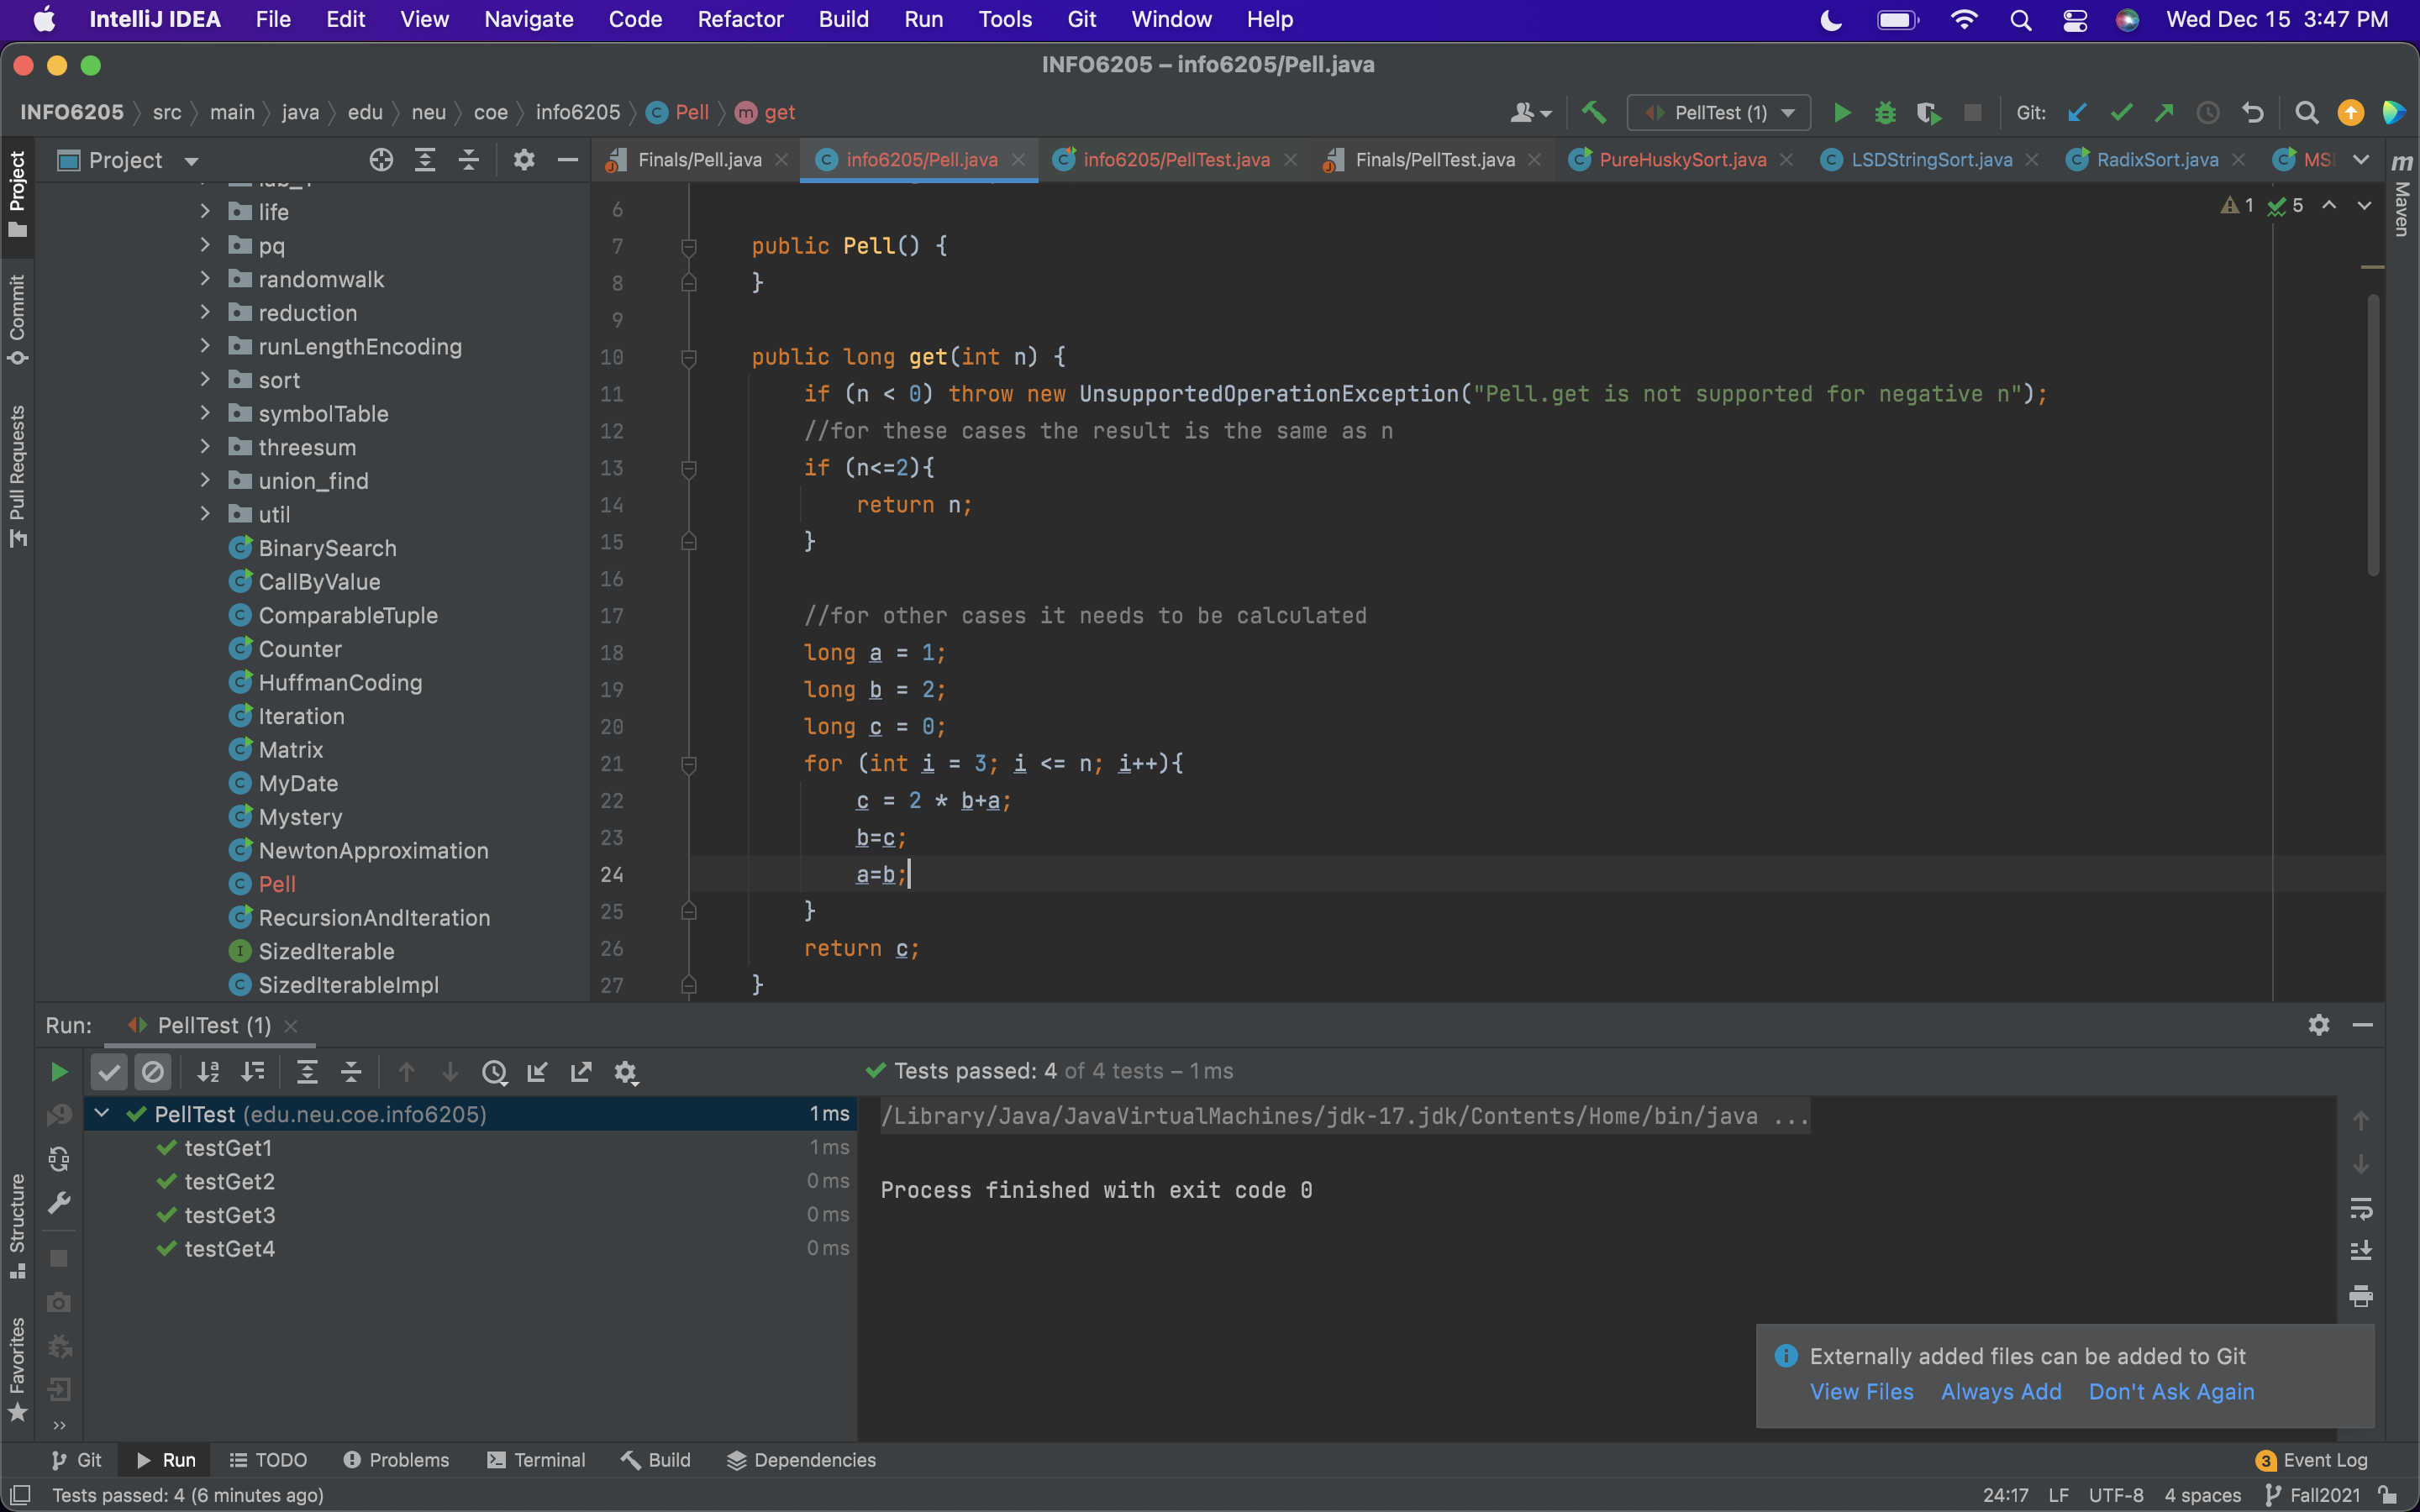 IntelliJ IDEA File Edit View Navigate Code Refactor Build Run Tools Git Window Help Wed Dec 15 3:47 PM
INFO6205 – info6205/Pell.java
INFO6205 src main java edu neu coe info6205 Pell get PellTest (1) Git:
Project Finals/Pell.java info6205/Pell.java info6205/PellTest.java Finals/PellTest.java PureHuskySort.java LSDStringSort.java RadixSort.java
Project
Commit
Pull Requests
Structure
Favorites
m Maven
life
pq
randomwalk
reduction
runLengthEncoding
sort
symbolTable
threesum
union_find
util
BinarySearch
CallByValue
ComparableTuple
Counter
HuffmanCoding
Iteration
Matrix
MyDate
Mystery
NewtonApproximation
Pell
RecursionAndIteration
SizedIterable
SizedIterableImpl
1 5
6
7 public Pell() {
8 }
9
10 public long get(int n) {
11 if (n < 0) throw new UnsupportedOperationException("Pell.get is not supported for negative n");
12 //for these cases the result is the same as n
13 if (n<=2){
14 return n;
15 }
16
17 //for other cases it needs to be calculated
18 long a = 1;
19 long b = 2;
20 long c = 0;
21 for (int i = 3; i <= n; i++){
22 c = 2 * b+a;
23 b=c;
24 a=b;
25 }
26 return c;
27 }
Run: PellTest (1)
Tests passed: 4 of 4 tests – 1 ms
PellTest (edu.neu.coe.info6205) 1 ms
testGet1 1 ms
testGet2 0 ms
testGet3 0 ms
testGet4 0 ms
/Library/Java/JavaVirtualMachines/jdk-17.jdk/Contents/Home/bin/java ...
Process finished with exit code 0
Externally added files can be added to Git
View Files Always Add Don't Ask Again
Git Run TODO Problems Terminal Build Dependencies 3 Event Log
Tests passed: 4 (6 minutes ago) 24:17 LF UTF-8 4 spaces Fall2021